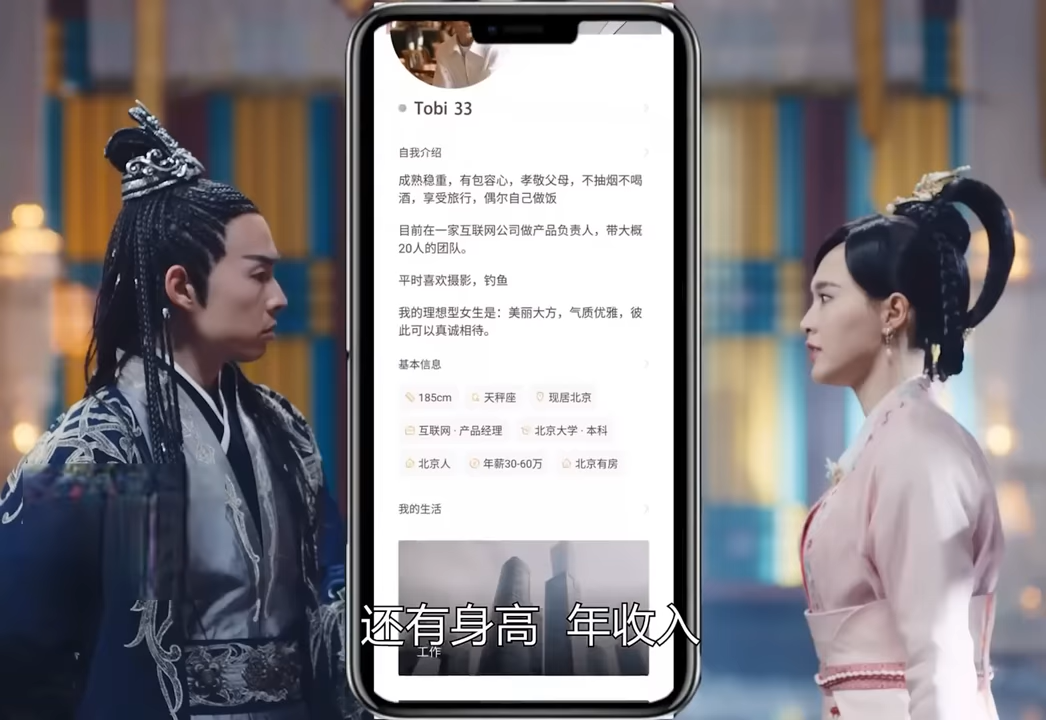 Tobi 33
自我介绍
成熟稳重，有包容心，孝敬父母，不抽烟不喝
酒，享受旅行，偶尔自己做饭
目前在一家互联网公司做产品负责人，带大概
20人的团队。
平时喜欢摄影，钓鱼
我的理想型女生是：美丽大方，气质优雅，彼
此可以真诚相待。
基本信息
185cm 天秤座 现居北京
互联网 · 产品经理 北京大学 · 本科
北京人 年薪30-60万 北京有房
我的生活
还有身高 年收入
工作